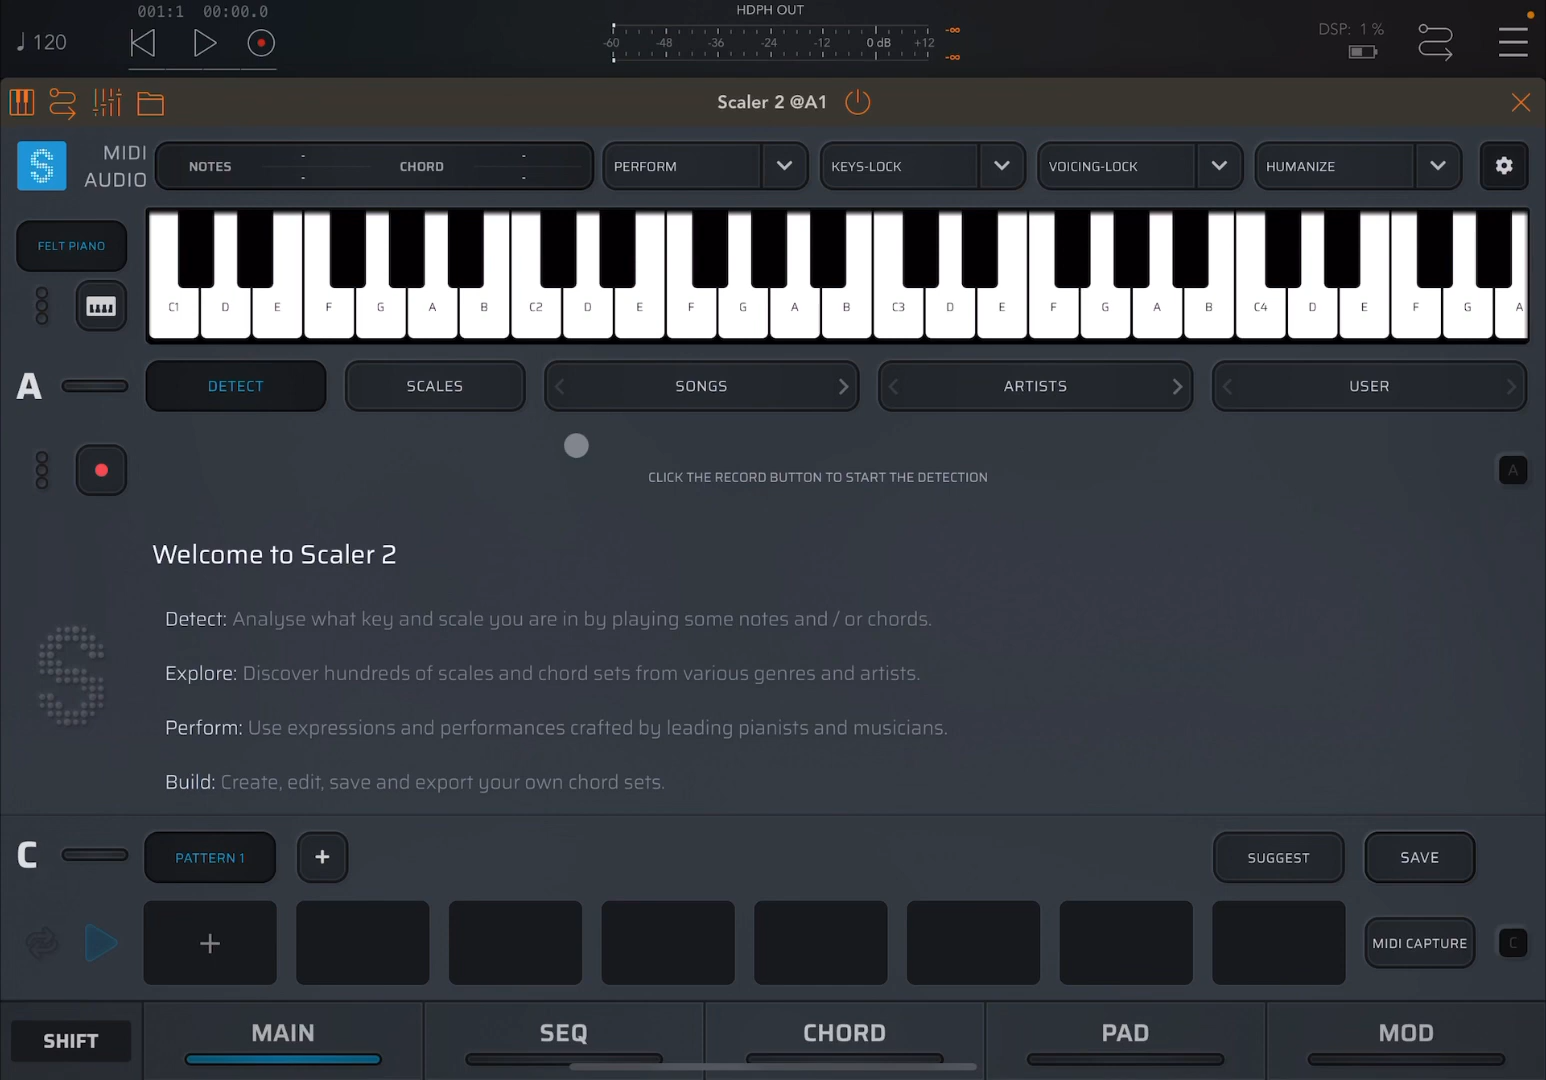 001:1 00:00.0
HDPH OUT
♩ 120
-60 -48 -36 -24 -12 0 dB +12
-∞
-∞
DSP: 1 %
Scaler 2 @A1
MIDI
AUDIO
NOTES - - CHORD - -
PERFORM
KEYS-LOCK
VOICING-LOCK
HUMANIZE
FELT PIANO
C1 D E F G A B C2 D E F G A B C3 D E F G A B C4 D E F G A
A
DETECT
SCALES
SONGS
ARTISTS
USER
CLICK THE RECORD BUTTON TO START THE DETECTION
A
Welcome to Scaler 2
Detect: Analyse what key and scale you are in by playing some notes and / or chords.
Explore: Discover hundreds of scales and chord sets from various genres and artists.
Perform: Use expressions and performances crafted by leading pianists and musicians.
Build: Create, edit, save and export your own chord sets.
C
PATTERN 1
+
SUGGEST
SAVE
+
MIDI CAPTURE
C
SHIFT
MAIN
SEQ
CHORD
PAD
MOD